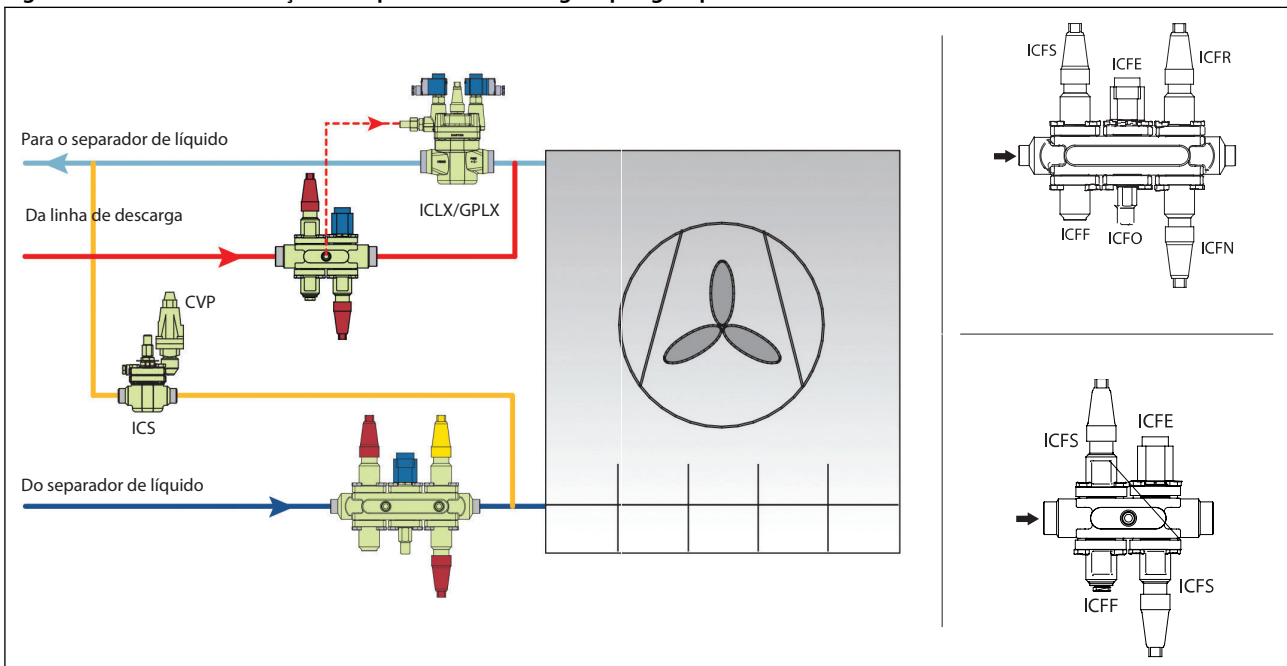 Para o separador de líquido
Da linha de descarga
ICLX/GPLX
CVP
ICS
Do separador de líquido
ICFS
ICFE
ICFR
ICFF
ICFO
ICFN
ICFS
ICFE
ICFF
ICFS